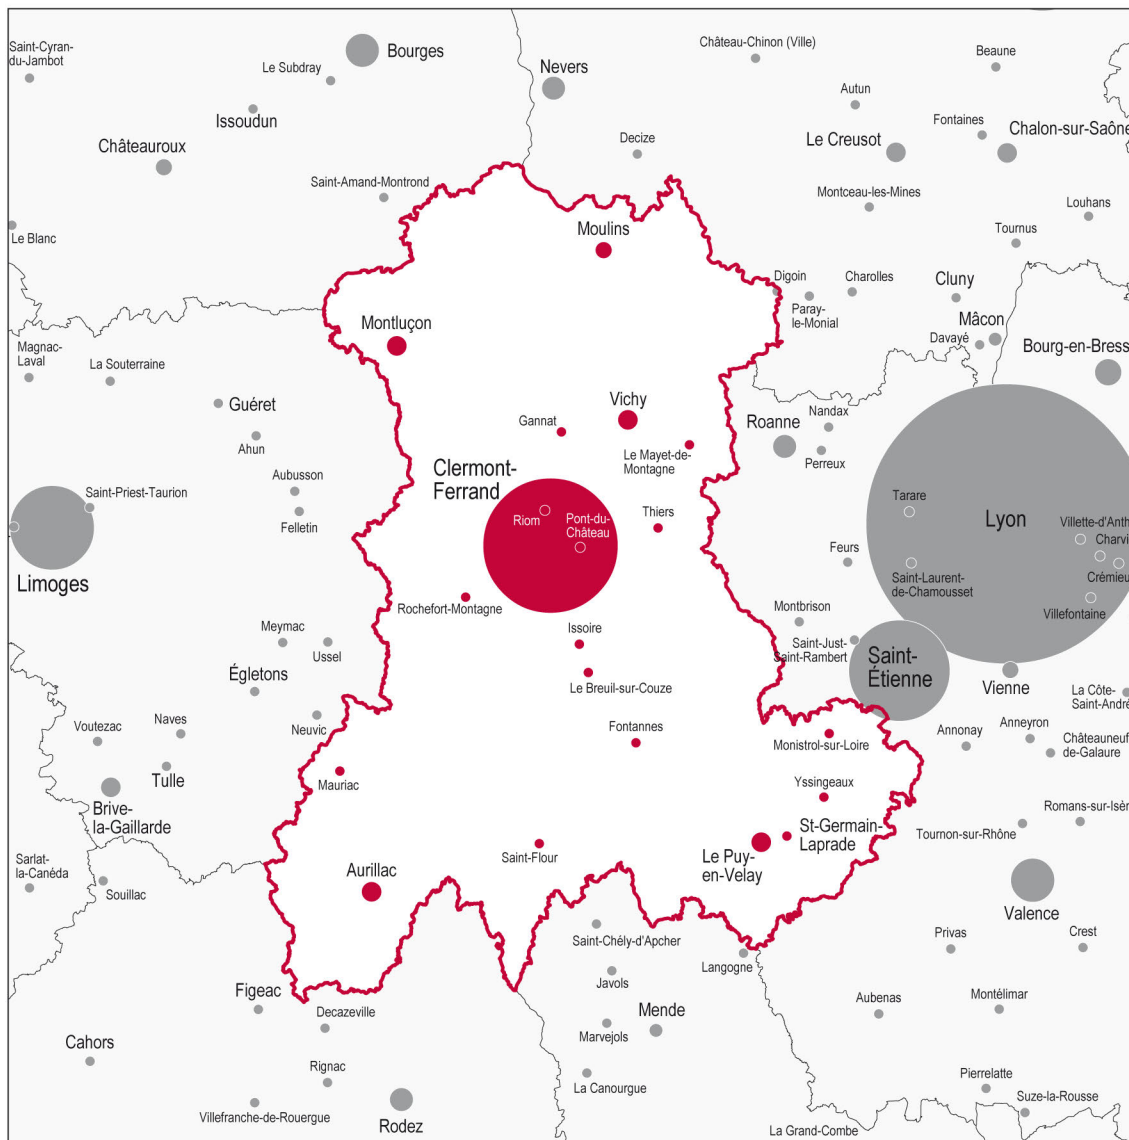 Château-Chinon (Ville)
Saint-Cyran-
du-Jambot
Bourges
Beaune
Le Subdray
Nevers
Autun
Issoudun
Fontaines
Chalon-sur-Saône
Châteauroux
Decize
Le Creusot
Saint-Amand-Montrond
Montceau-les-Mines
Louhans
Le Blanc
Moulins
Tournus
Digoin
Charolles
Cluny
Paray-
le-Monial
Montluçon
Mâcon
Davayé
Magnac-
Laval
La Souterraine
Bourg-en-Bress
Guéret
Vichy
Nandax
Roanne
Gannat
Ahun
Le Mayet-de-
Montagne
Perreux
Clermont-
Ferrand
Aubusson
Saint-Priest-Taurion
Tarare
Riom
Pont-du-
Château
Thiers
Lyon
Villette-d'Anth
Felletin
Charvi
Feurs
Limoges
Saint-Laurent-
de-Chamousset
Crémieu
Rochefort-Montagne
Montbrison
Villefontaine
Meymac
Issoire
Ussel
Saint-Just-
Saint-Rambert
Saint-
Étienne
Égletons
Le Breuil-sur-Couze
Vienne
La Côte-
Saint-André
Naves
Voutezac
Neuvic
Fontannes
Monistrol-sur-Loire
Annonay
Anneyron
Châteauneuf
de-Galaure
Tulle
Mauriac
Yssingeaux
Brive-
la-Gaillarde
Romans-sur-Isèr
St-Germain-
Laprade
Tournon-sur-Rhône
Sarlat-
la-Canéda
Saint-Flour
Le Puy-
en-Velay
Aurillac
Souillac
Valence
Saint-Chély-d'Apcher
Privas
Crest
Langogne
Javols
Figeac
Aubenas
Montélimar
Decazeville
Mende
Marvejols
Cahors
Rignac
La Canourgue
Pierrelatte
Suze-la-Rousse
Villefranche-de-Rouergue
Rodez
La Grand-Combe